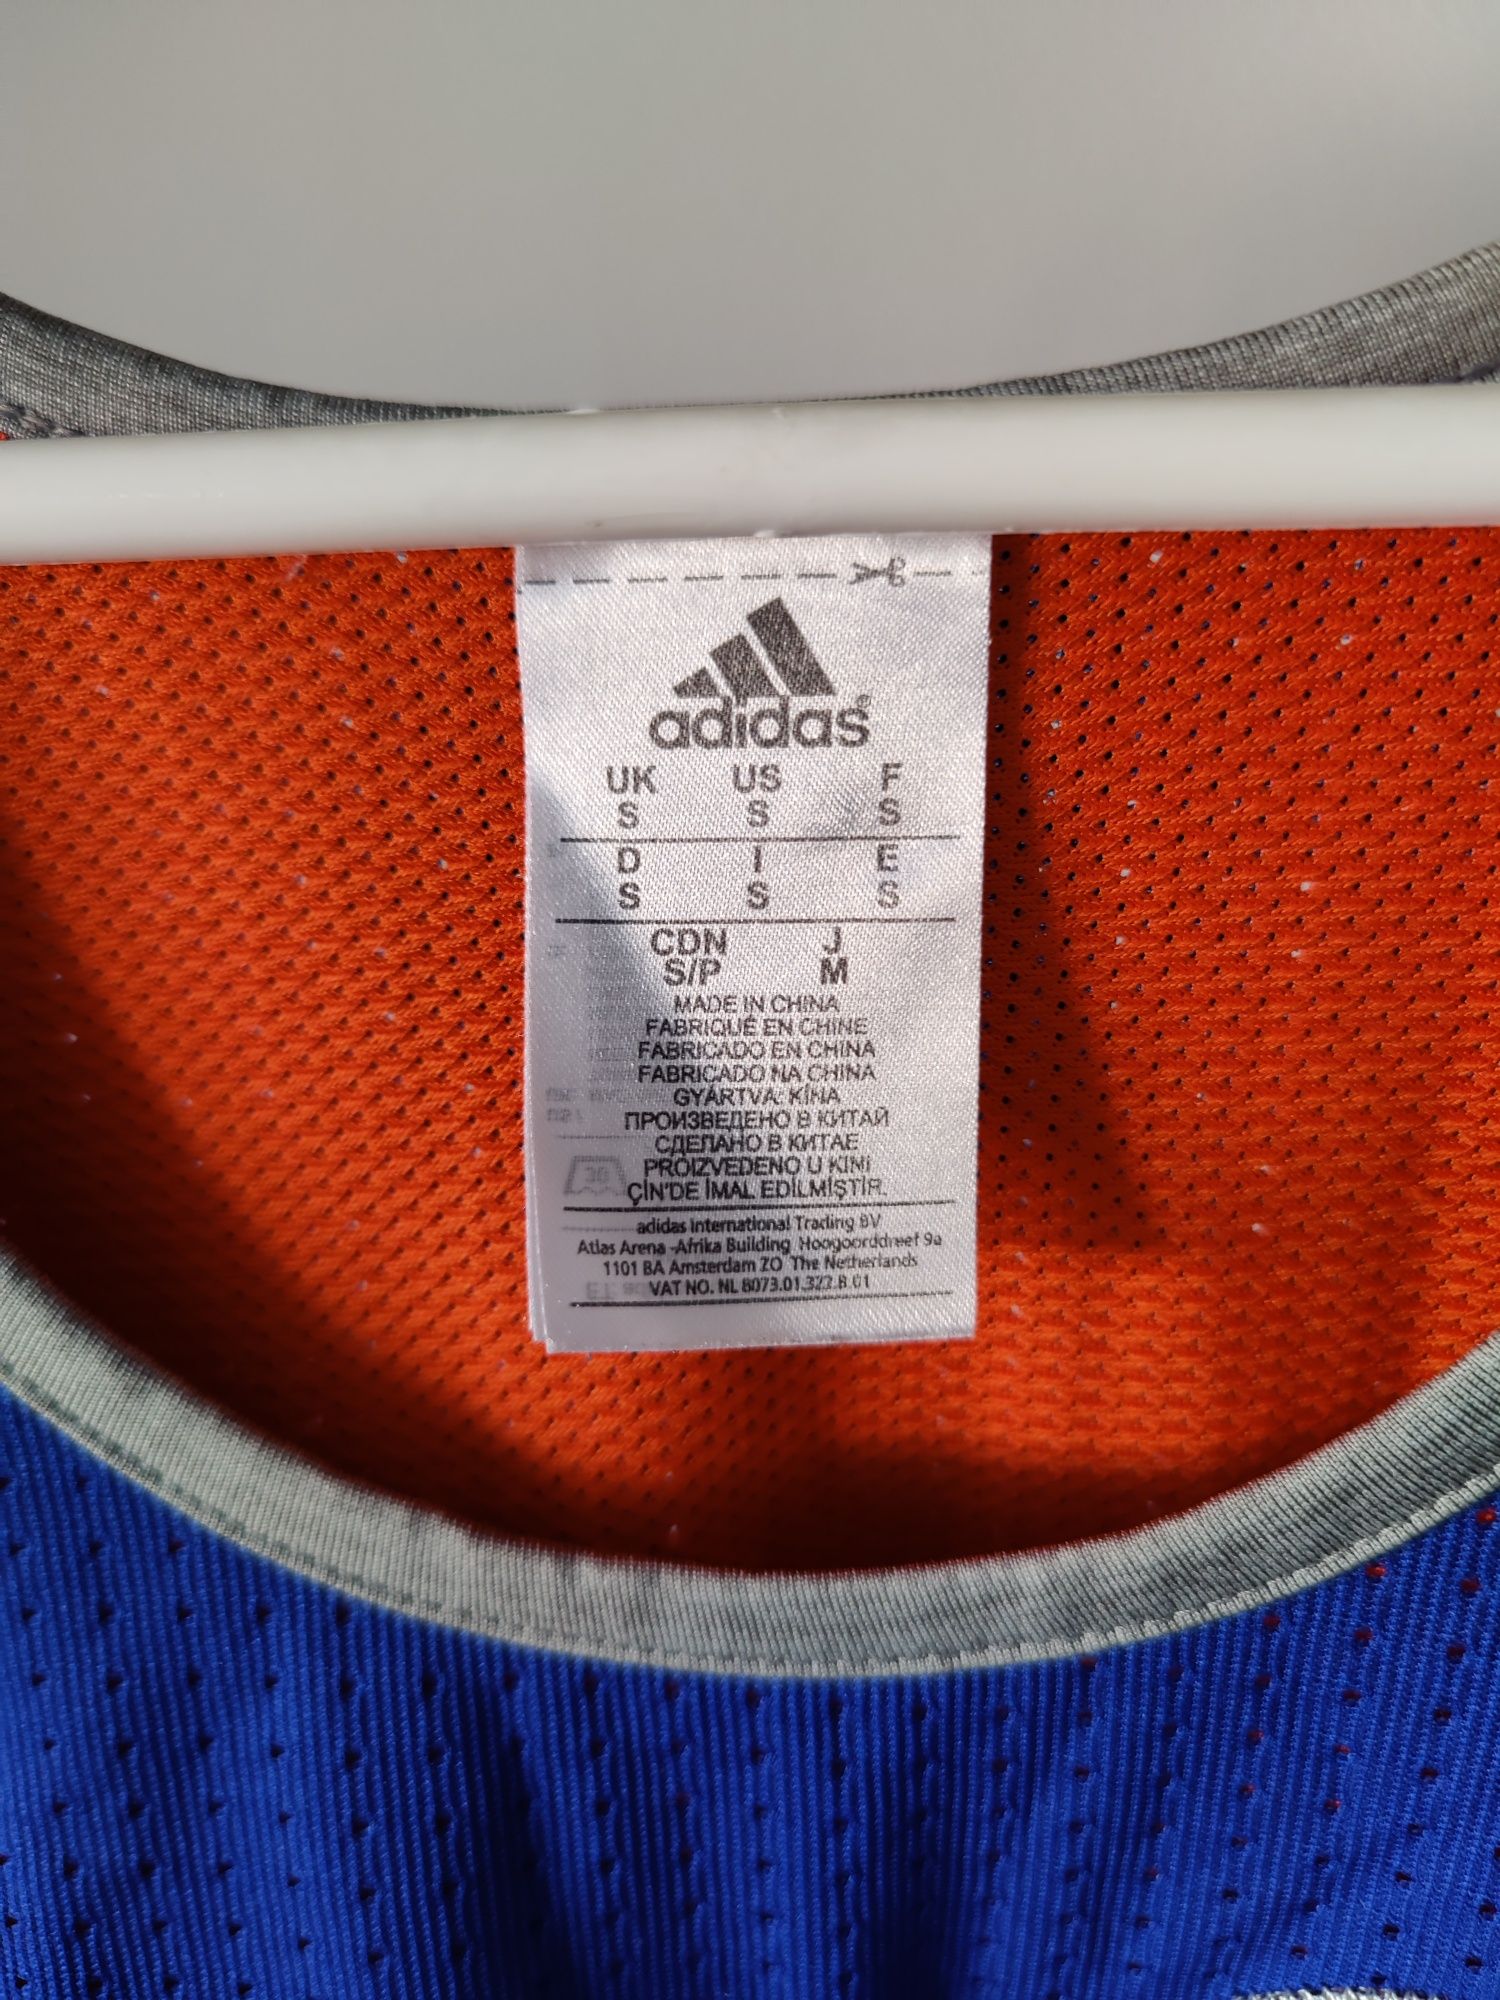 adidas®
UK US F
S S S
D I E
S S S
CDN J
S/P M
MADE IN CHINA
FABRIQUÉ EN CHINE
FABRICADO EN CHINA
FABRICADO NA CHINA
GYÁRTVA: KÍNA
ПРОИЗВЕДЕНО В КИТАЙ
СДЕЛАНО В КИТАЕ
PROIZVEDENO U KINI
ÇİN'DE İMAL EDİLMİŞTİR.
adidas International Trading BV
Atlas Arena -Afrika Building Hoogoorddreef 9a
1101 BA Amsterdam ZO The Netherlands
VAT NO. NL 8073.01.322.B.01